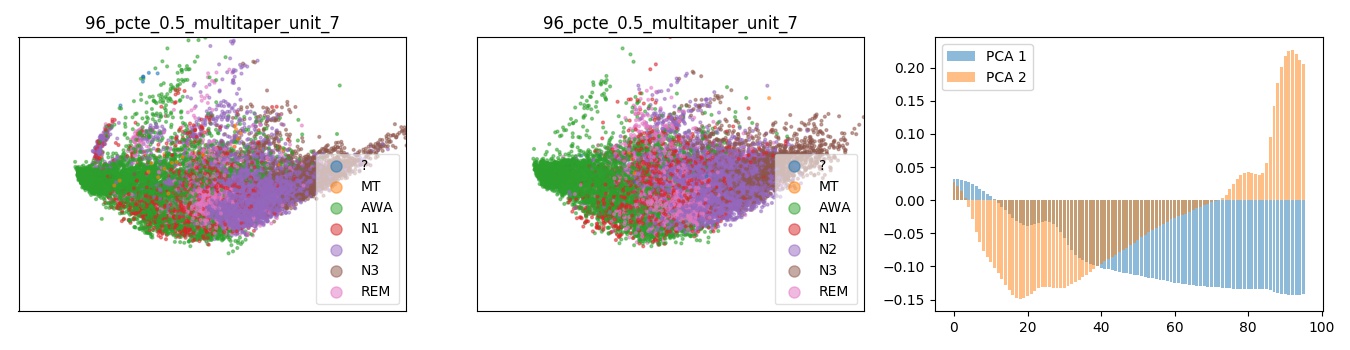 96_pcte_0.5_multitaper_unit_7
?
MT
AWA
N1
N2
N3
REM
96_pcte_0.5_multitaper_unit_7
?
MT
AWA
N1
N2
N3
REM
PCA 1
PCA 2
0.20
0.15
0.10
0.05
0.00
−0.05
−0.10
−0.15
0 20 40 60 80 100